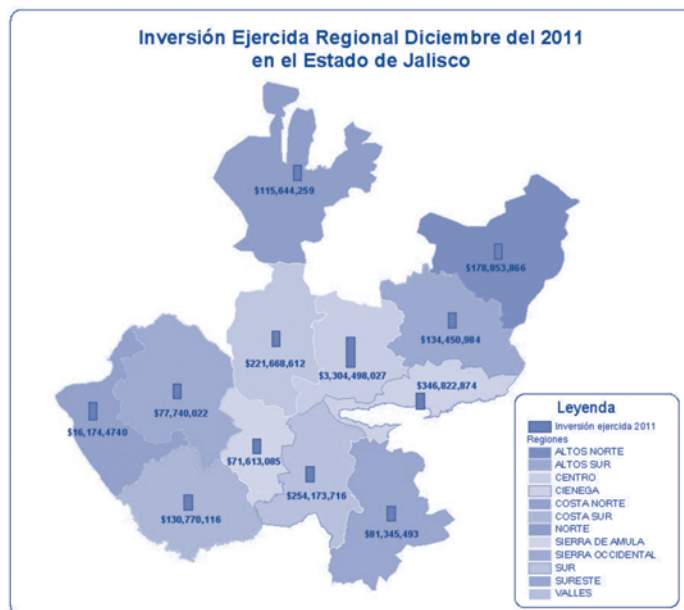 Inversión Ejercida Regional Diciembre del 2011
en el Estado de Jalisco
$115,644,259
$178,853,866
$134,450,984
$221,668,612
$3,304,498,027
$346,822,874
$77,740,022
$16,174,4740
$71,613,085
$254,173,716
$130,770,116
$81,345,493
Leyenda
Inversión ejercida 2011
Regiones
ALTOS NORTE
ALTOS SUR
CENTRO
CIENEGA
COSTA NORTE
COSTA SUR
NORTE
SIERRA DE AMULA
SIERRA OCCIDENTAL
SUR
SURESTE
VALLES